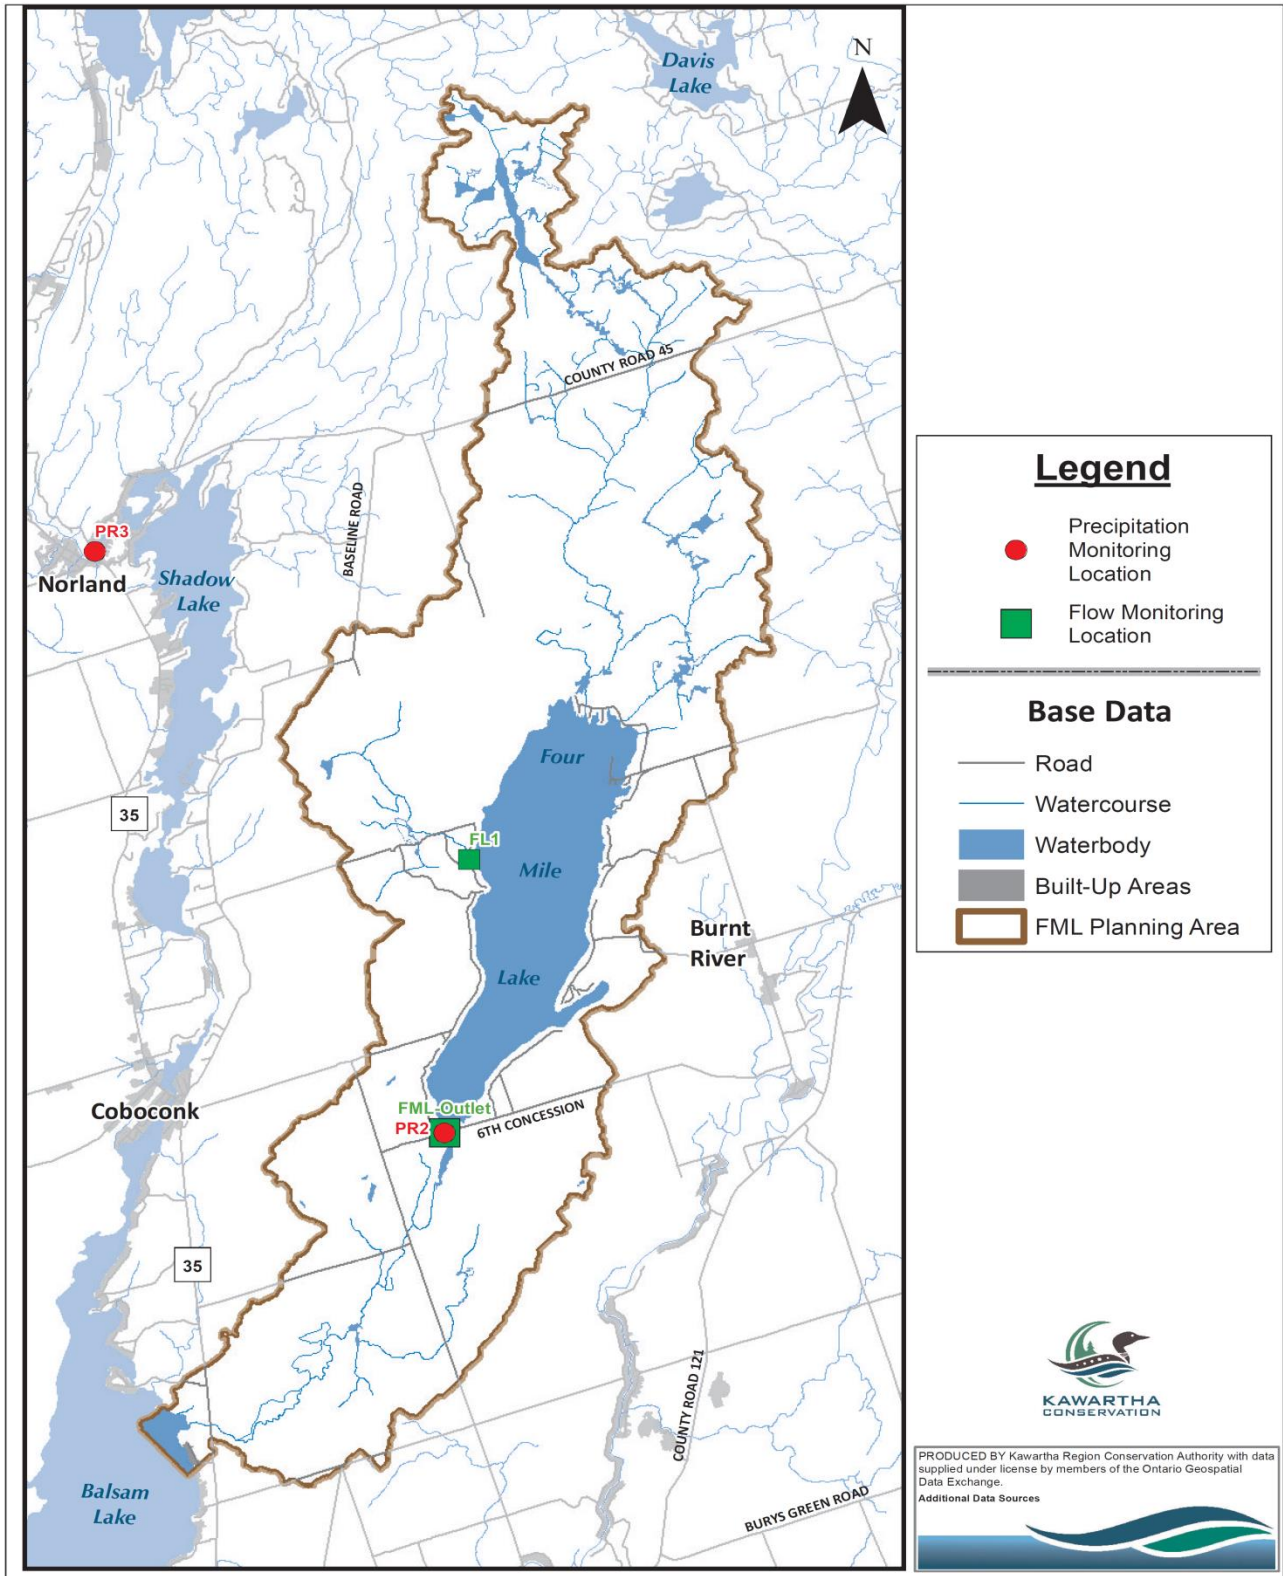 Davis
Lake
N
COUNTY ROAD 45
BASELINE ROAD
PR3
Norland
Shadow
Lake
Four
35
FL1
Mile
Burnt
River
Lake
Coboconk
FML-Outlet
PR2
6TH CONCESSION
35
COUNTY ROAD 121
Balsam
Lake
BURYS GREEN ROAD
Legend
Precipitation
Monitoring
Location
Flow Monitoring
Location
Base Data
Road
Watercourse
Waterbody
Built-Up Areas
FML Planning Area
KAWARTHA
CONSERVATION
PRODUCED BY Kawartha Region Conservation Authority with data
supplied under license by members of the Ontario Geospatial
Data Exchange.
Additional Data Sources